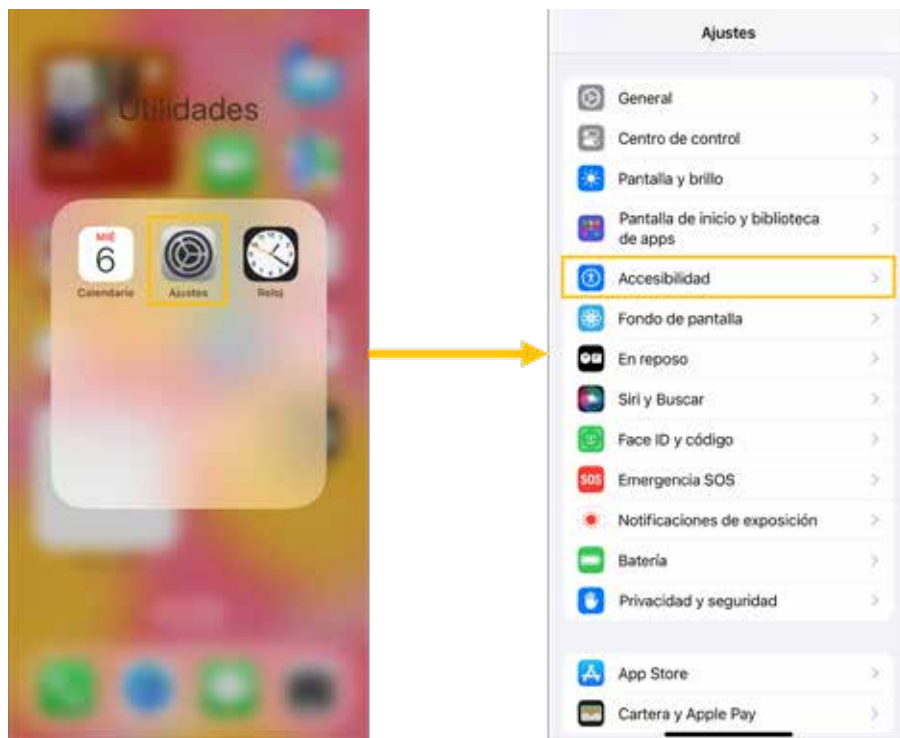 Utilidades
MIÉ
6
Calendario
Ajustes
Reloj
Ajustes
General
Centro de control
Pantalla y brillo
Pantalla de inicio y biblioteca
de apps
Accesibilidad
Fondo de pantalla
En reposo
Siri y Buscar
Face ID y código
SOS
Emergencia SOS
Notificaciones de exposición
Batería
Privacidad y seguridad
App Store
Cartera y Apple Pay